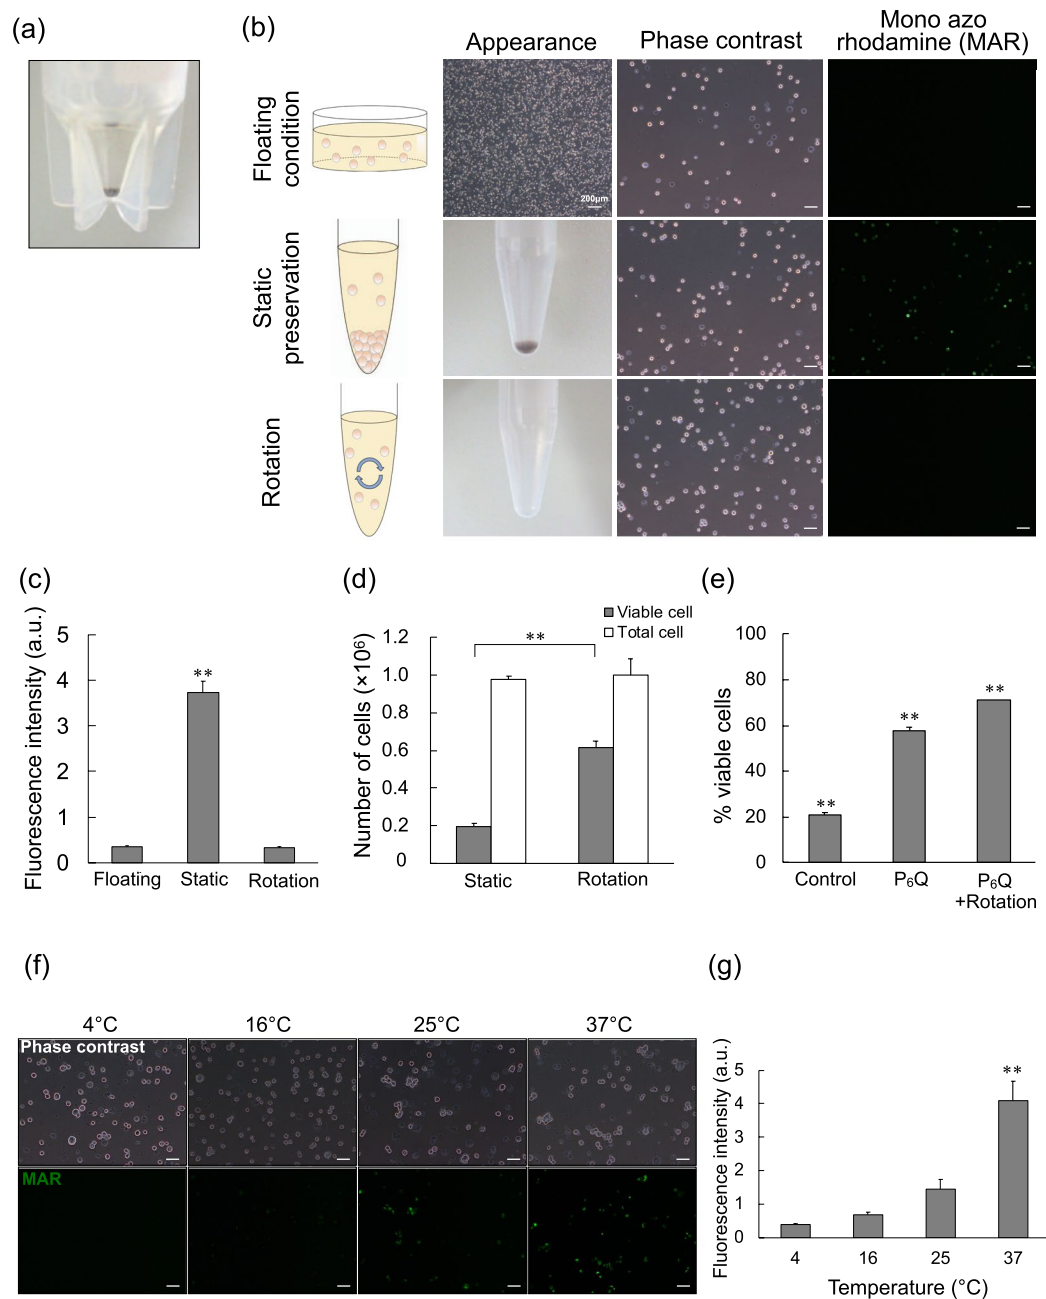 (a)
(b)
Appearance
Phase contrast
Mono azo
rhodamine (MAR)
Floating
condition
200μm
Static
preservation
Rotation
(c)
Fluorescence intensity (a.u.)
5
4
3
2
1
0
**
Floating
Static
Rotation
(d)
Number of cells (×10⁶)
1.2
1.0
0.8
0.6
0.4
0.2
0
Viable cell
Total cell
**
Static
Rotation
(e)
% viable cells
100
80
60
40
20
0
**
**
**
Control
P₆Q
P₆Q
+Rotation
(f)
4°C
16°C
25°C
37°C
Phase contrast
MAR
(g)
Fluorescence intensity (a.u.)
5
4
3
2
1
0
**
4
16
25
37
Temperature (°C)